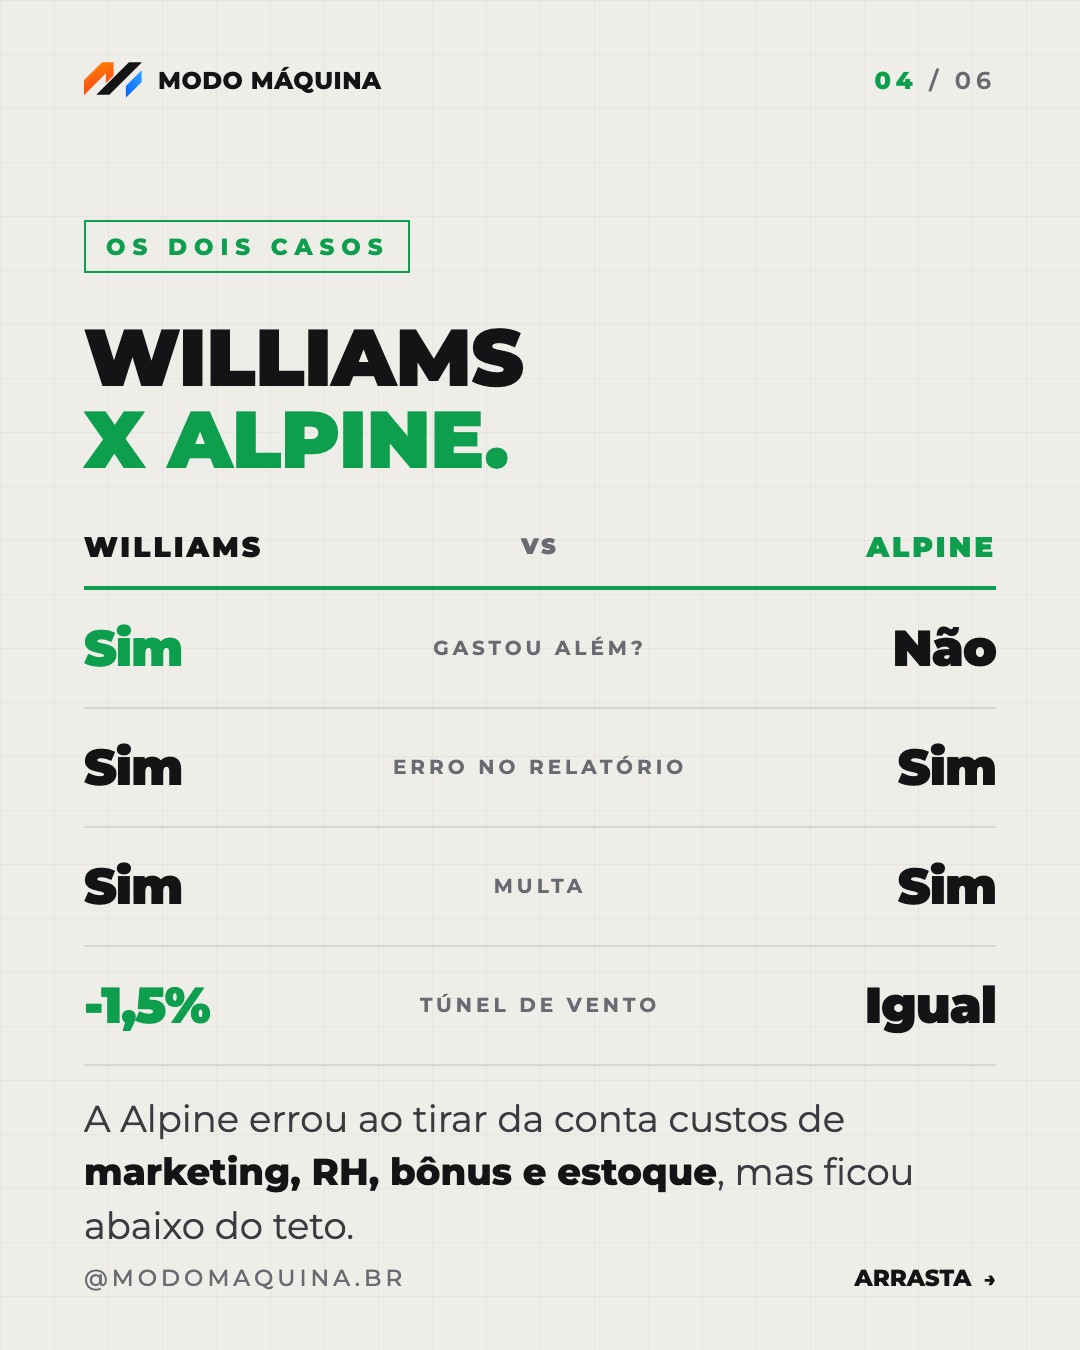 MODO MÁQUINA
04 / 06
OS DOIS CASOS
WILLIAMS
X ALPINE.
WILLIAMS VS ALPINE
Sim GASTOU ALÉM? Não
Sim ERRO NO RELATÓRIO Sim
Sim MULTA Sim
-1,5% TÚNEL DE VENTO Igual
A Alpine errou ao tirar da conta custos de
marketing, RH, bônus e estoque, mas ficou
abaixo do teto.
@MODOMAQUINA.BR
ARRASTA →